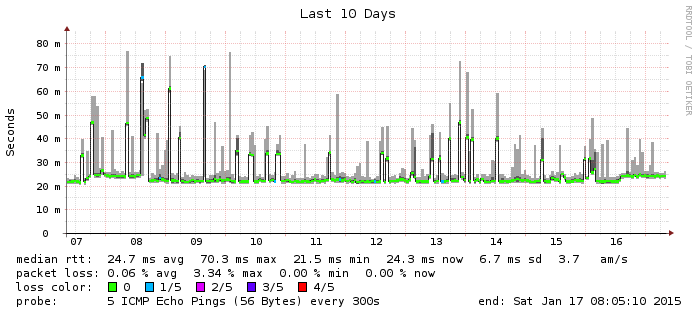 Last 10 Days
RRDTOOL / TOBI OETIKER
Seconds
80 m
70 m
60 m
50 m
40 m
30 m
20 m
10 m
0
07 08 09 10 11 12 13 14 15 16
median rtt: 24.7 ms avg 70.3 ms max 21.5 ms min 24.3 ms now 6.7 ms sd 3.7 am/s
packet loss: 0.06 % avg 3.34 % max 0.00 % min 0.00 % now
loss color: 0 1/5 2/5 3/5 4/5
probe: 5 ICMP Echo Pings (56 Bytes) every 300s end: Sat Jan 17 08:05:10 2015